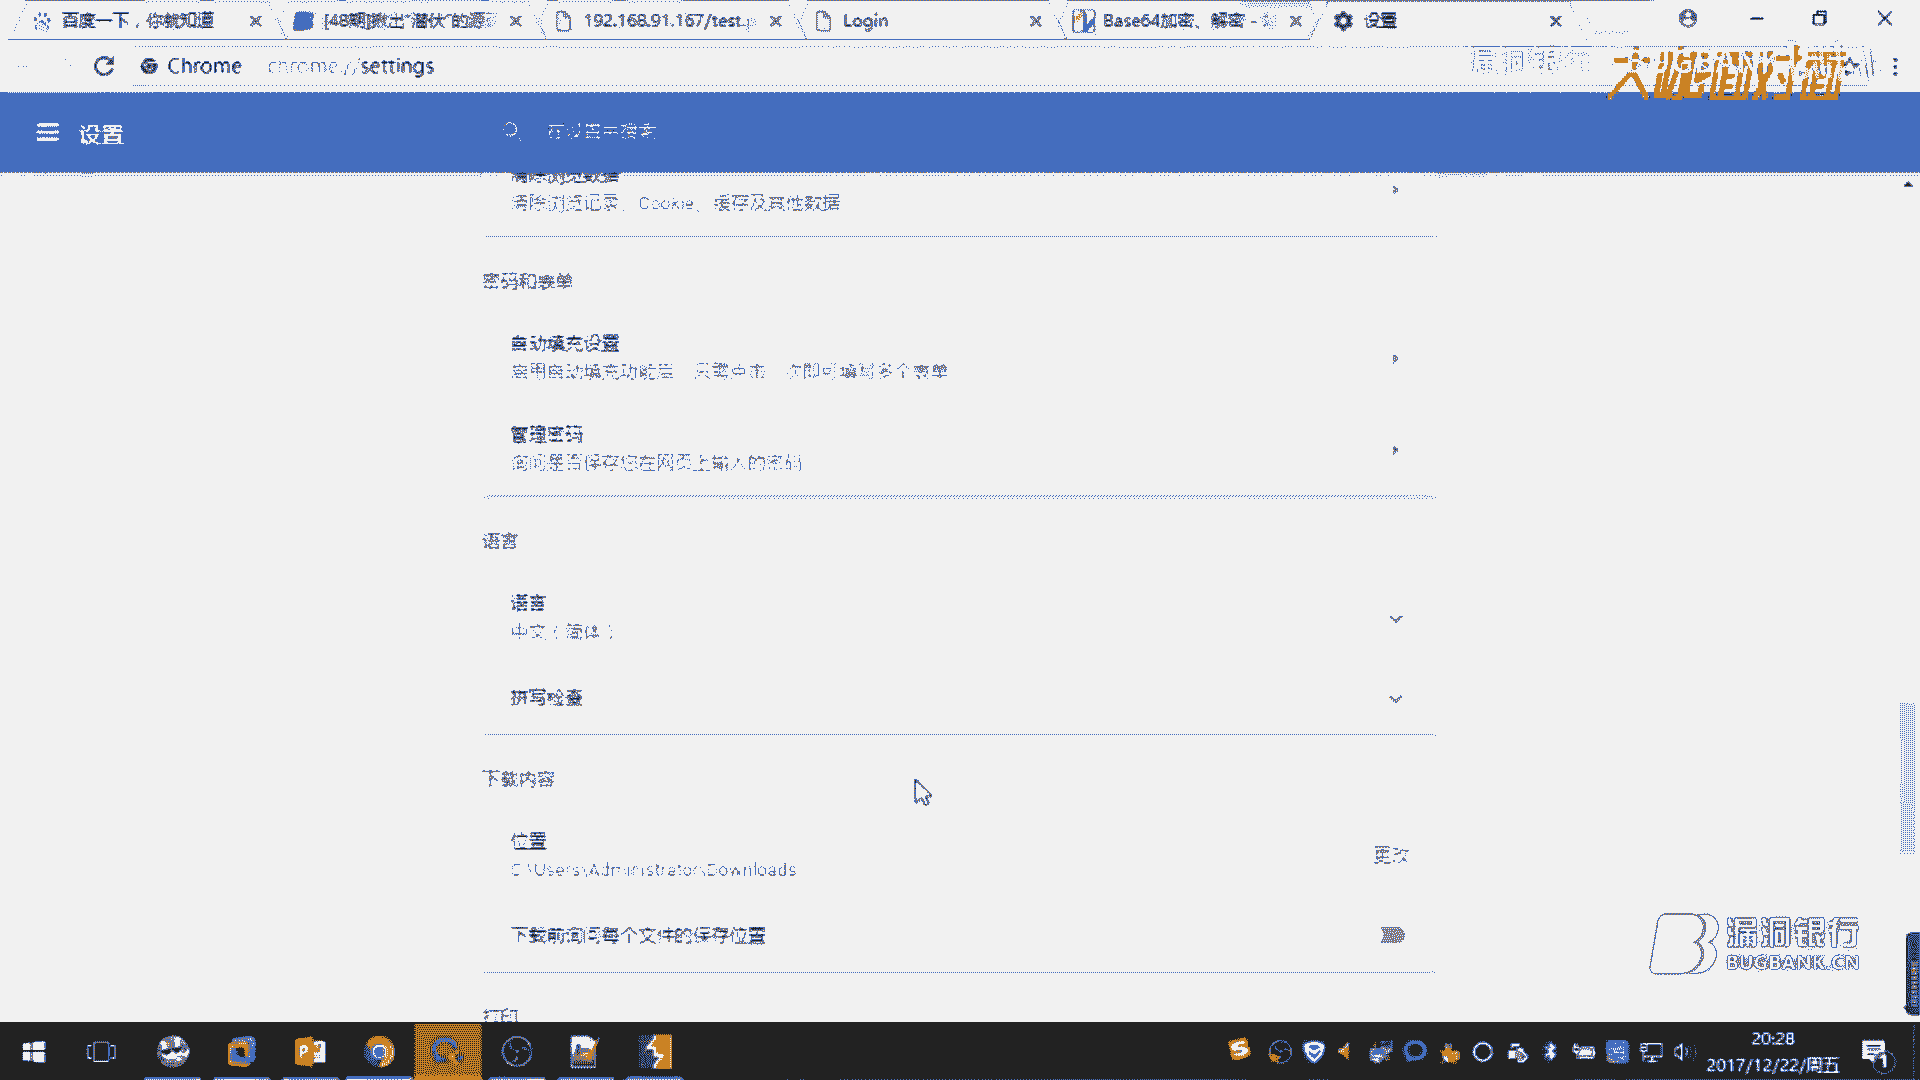 百度一下，你就知道
[48期]揪出"潜伏"的漏
192.168.91.167/test.p
Login
Base64加密、解密 -
设置
Chrome chrome://settings
漏洞银行 BUGBANK.CN
大咖面对面
设置
在设置中搜索
清除浏览数据
清除浏览记录、Cookie、缓存及其他数据
密码和表单
自动填充设置
启用自动填充功能后，只需点击一次即可填写多个表单
管理密码
询问是否保存您在网页上输入的密码
语言
语言
中文（简体）
拼写检查
下载内容
位置
C:\Users\Administrator\Downloads
更改
下载前询问每个文件的保存位置
漏洞银行
BUGBANK.CN
打印
20:28
2017/12/22/周五
1